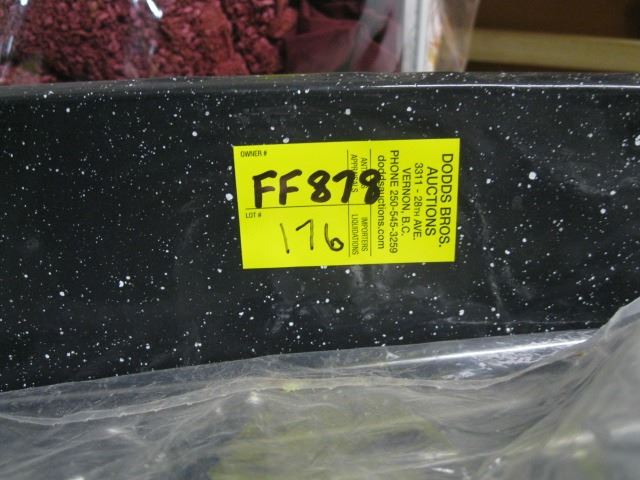 OWNER #
FF878
LOT #
176
ANTIQUES
APPRAISALS
IMPORTERS
LIQUIDATIONS
DODDS BROS.
AUCTIONS
3311 - 28TH AVE.
VERNON, B.C.
PHONE 250-545-3259
doddsauctions.com